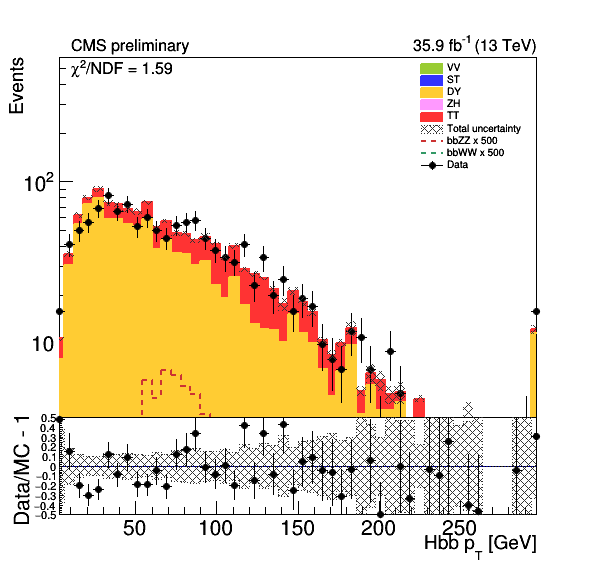 CMS preliminary
35.9 fb⁻¹ (13 TeV)
χ²/NDF = 1.59
Events
VV
ST
DY
ZH
TT
Total uncertainty
bbZZ x 500
bbWW x 500
Data
10²
10
Data/MC - 1
0.5
0.4
0.3
0.2
0.1
0
-0.1
-0.2
-0.3
-0.4
-0.5
50 100 150 200 250
Hbb p_T [GeV]